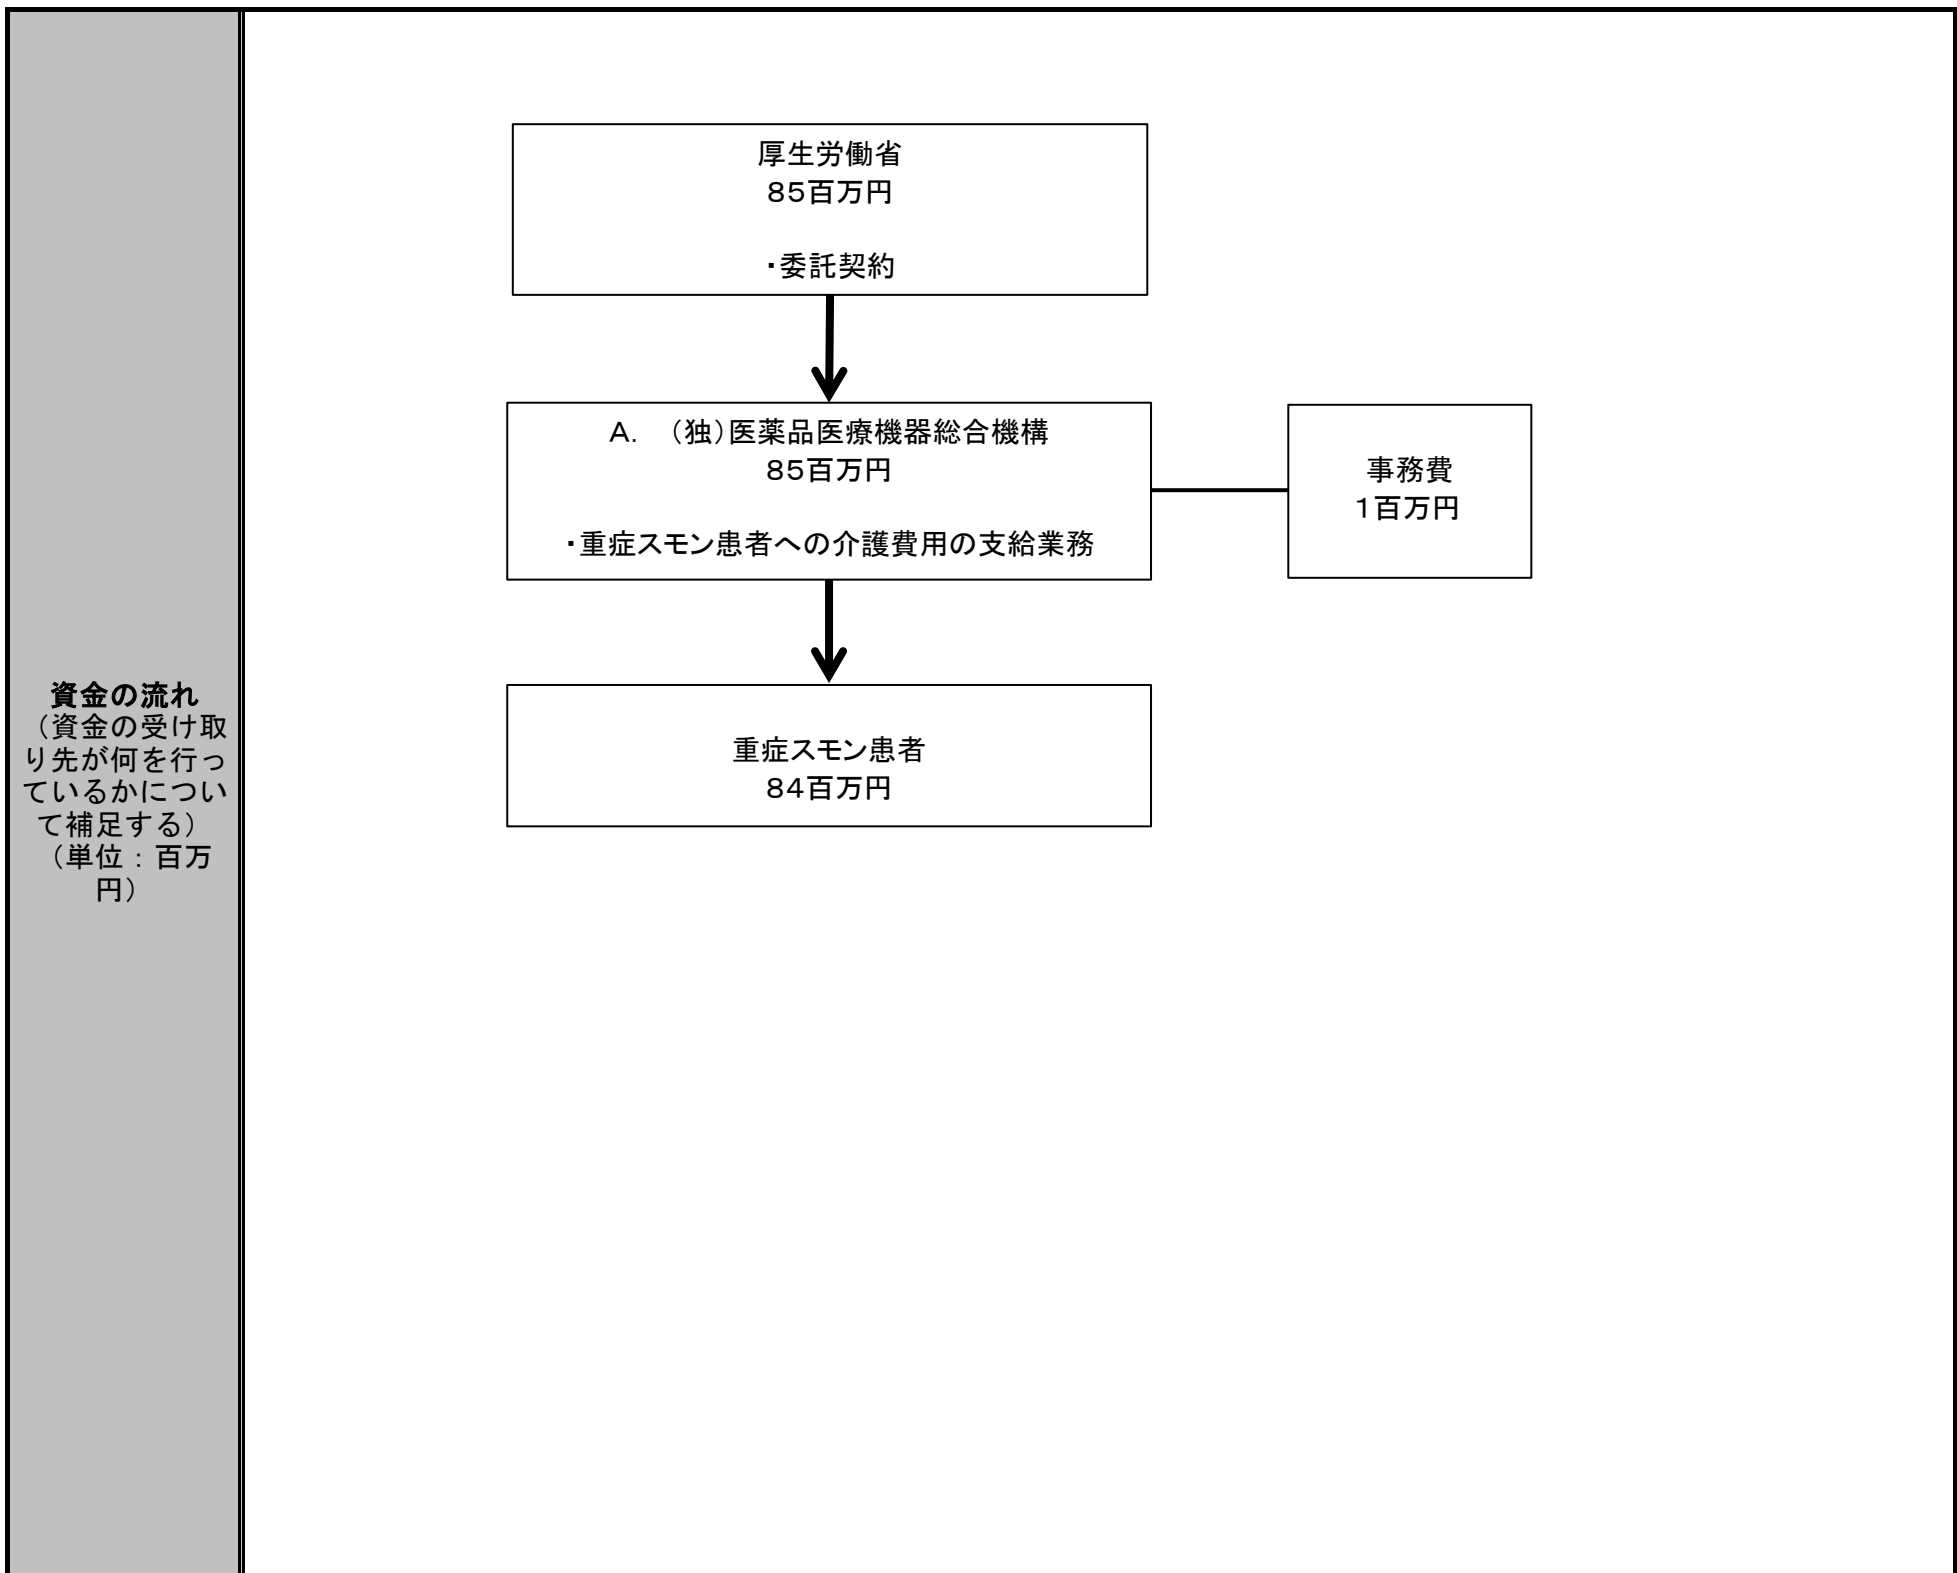 厚生労働省
85百万円
・委託契約
A. （独）医薬品医療機器総合機構
85百万円
・重症スモン患者への介護費用の支給業務
事務費
1百万円
重症スモン患者
84百万円
資金の流れ
（資金の受け取
り先が何を行っ
ているかについ
て補足する）
（単位：百万
円）